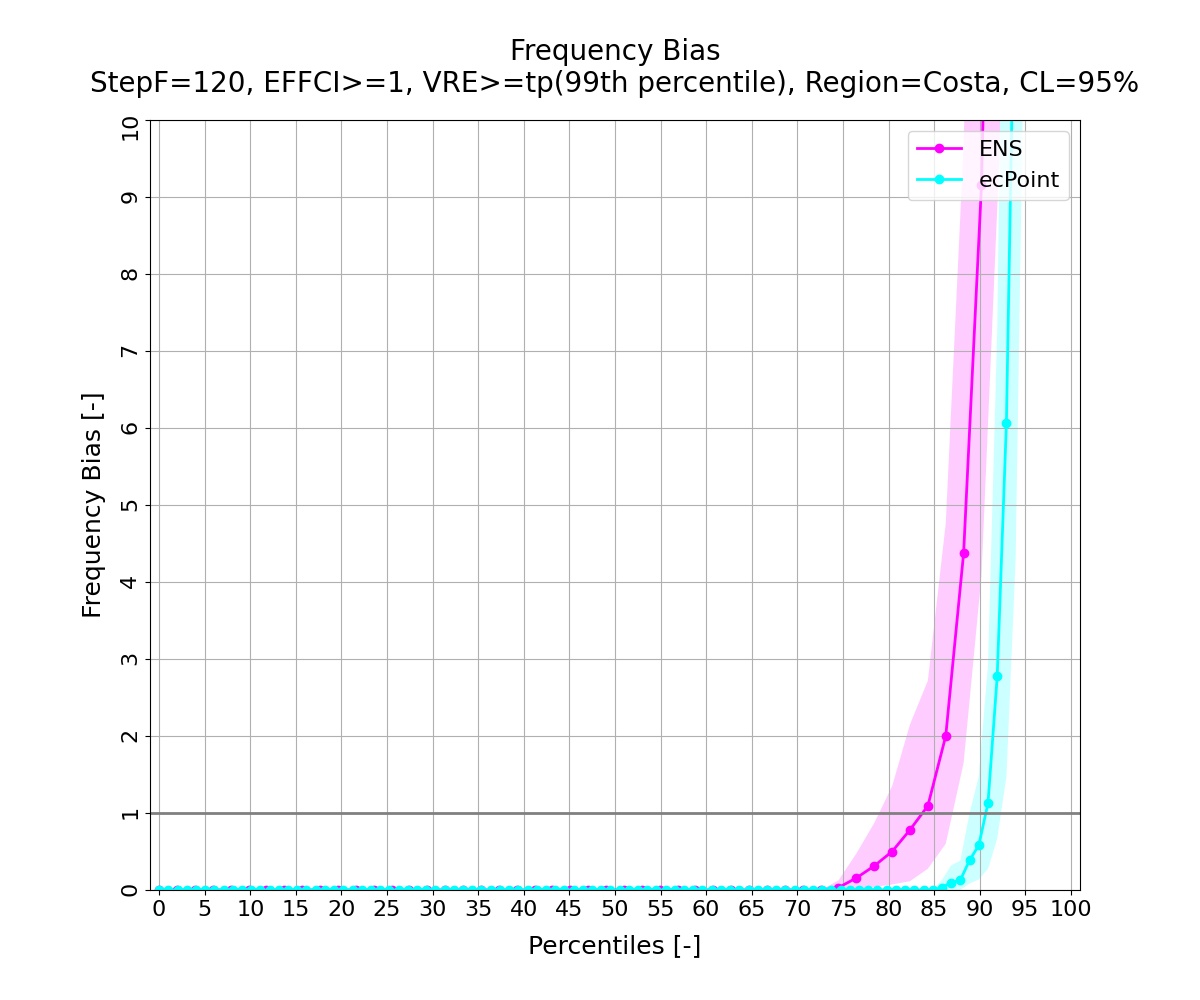 Frequency Bias
StepF=120, EFFCI>=1, VRE>=tp(99th percentile), Region=Costa, CL=95%
10
9
8
7
6
5
4
3
2
1
0
Frequency Bias [-]
ENS
ecPoint
0 5 10 15 20 25 30 35 40 45 50 55 60 65 70 75 80 85 90 95 100
Percentiles [-]